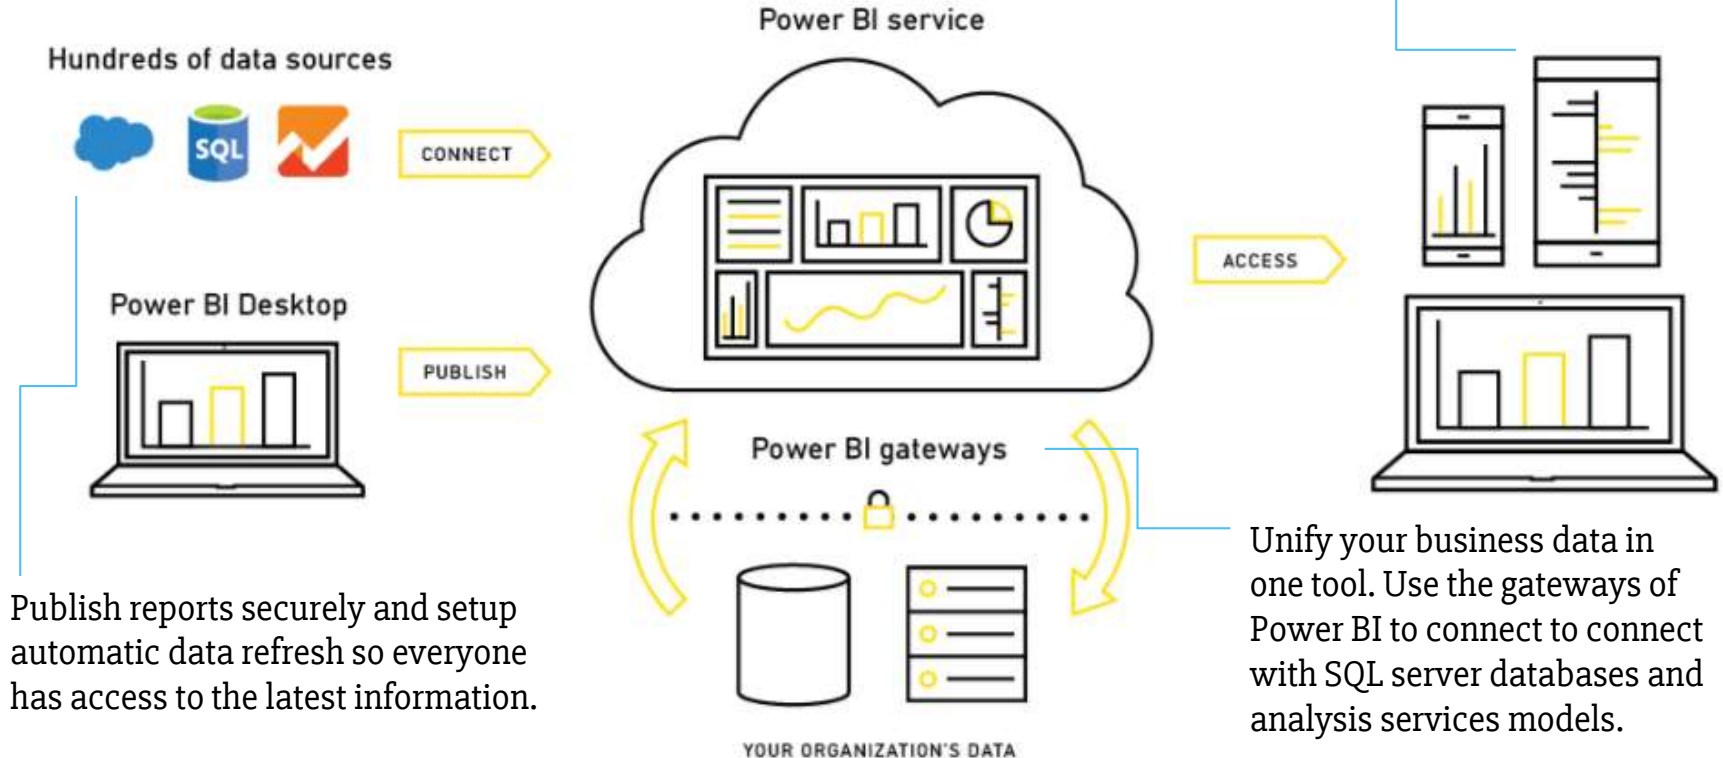 Power BI service
Hundreds of data sources
SQL
CONNECT
ACCESS
Power BI Desktop
PUBLISH
Power BI gateways
Publish reports securely and setup
automatic data refresh so everyone
has access to the latest information.
Unify your business data in
one tool. Use the gateways of
Power BI to connect to connect
with SQL server databases and
analysis services models.
YOUR ORGANIZATION'S DATA